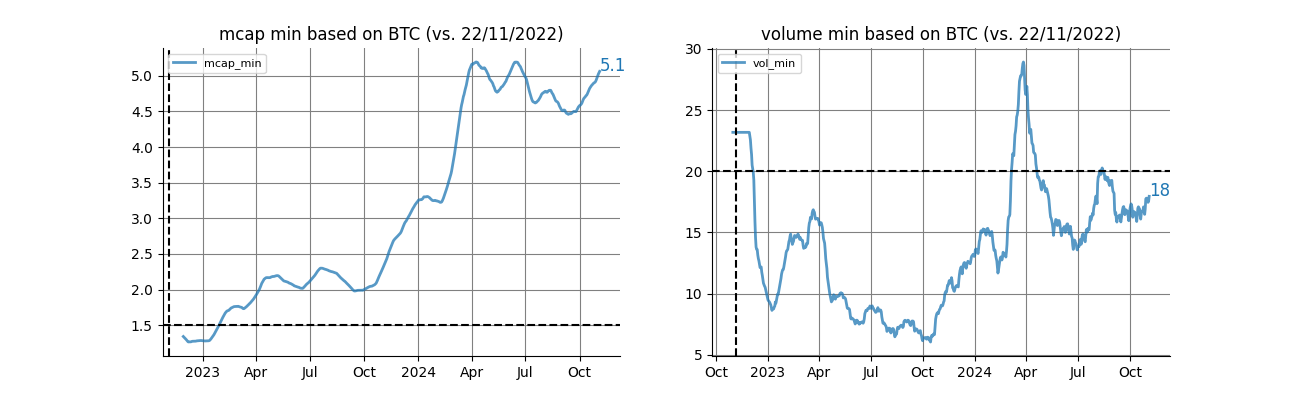 mcap min based on BTC (vs. 22/11/2022)
mcap_min
5.1
5.0
4.5
4.0
3.5
3.0
2.5
2.0
1.5
2023 Apr Jul Oct 2024 Apr Jul Oct
volume min based on BTC (vs. 22/11/2022)
vol_min
18
30
25
20
15
10
5
Oct 2023 Apr Jul Oct 2024 Apr Jul Oct